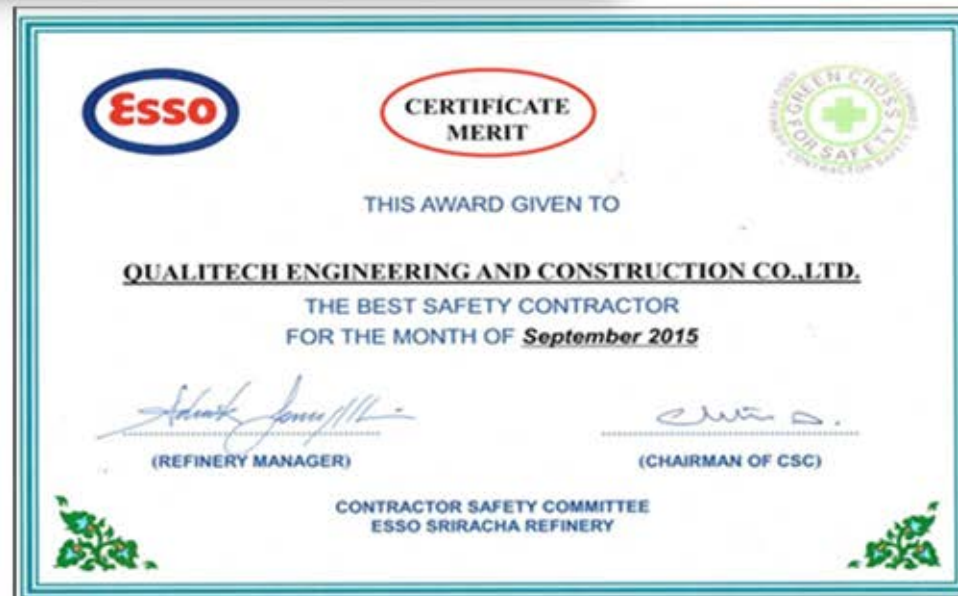 Esso
CERTIFICATE
MERIT
GREEN CROSS
FOR SAFETY
THIS AWARD GIVEN TO
QUALITECH ENGINEERING AND CONSTRUCTION CO.,LTD.
THE BEST SAFETY CONTRACTOR
FOR THE MONTH OF September 2015
(REFINERY MANAGER)
(CHAIRMAN OF CSC)
CONTRACTOR SAFETY COMMITTEE
ESSO SRIRACHA REFINERY